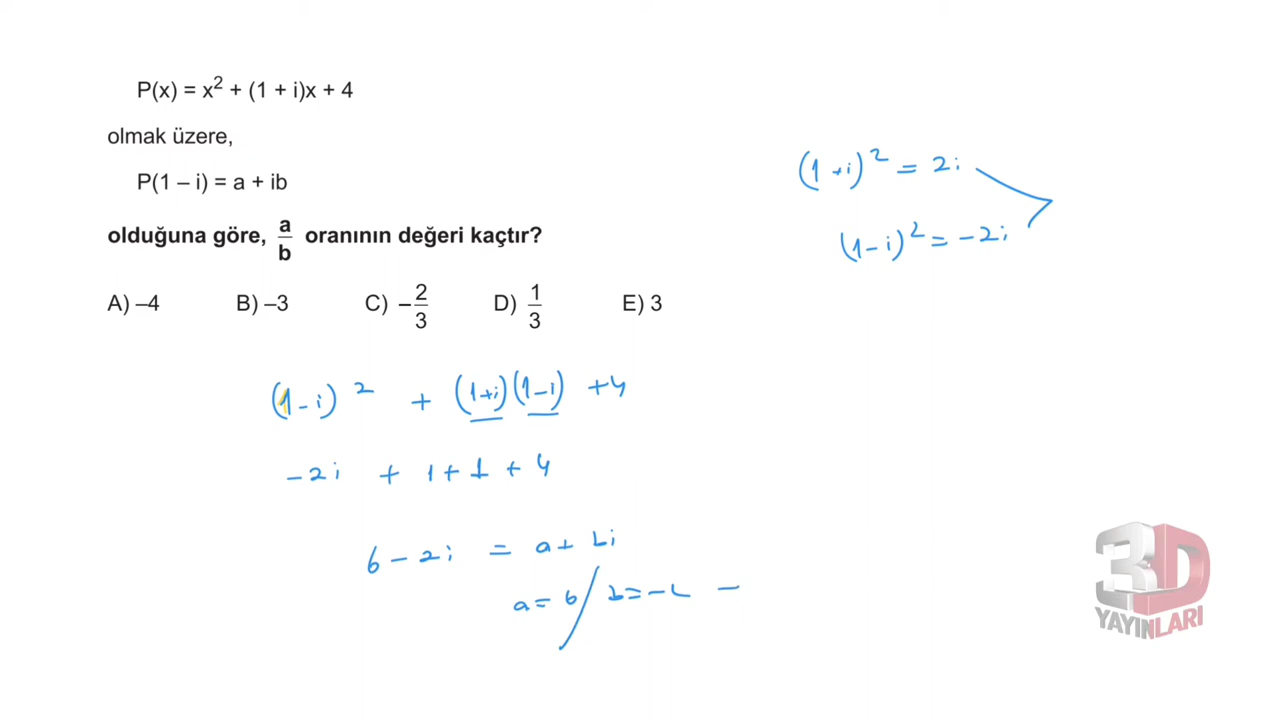 P(x) = x² + (1 + i)x + 4
olmak üzere,
P(1 – i) = a + ib
olduğuna göre, a/b oranının değeri kaçtır?
A) –4 B) –3 C) –2/3 D) 1/3 E) 3
(1+i)² = 2i
(1-i)² = -2i
(1-i)² + (1+i)(1-i) +4
-2i + 1+1+4
6-2i = a+bi
a=6 / b=-2 -
3D
YAYINLARI